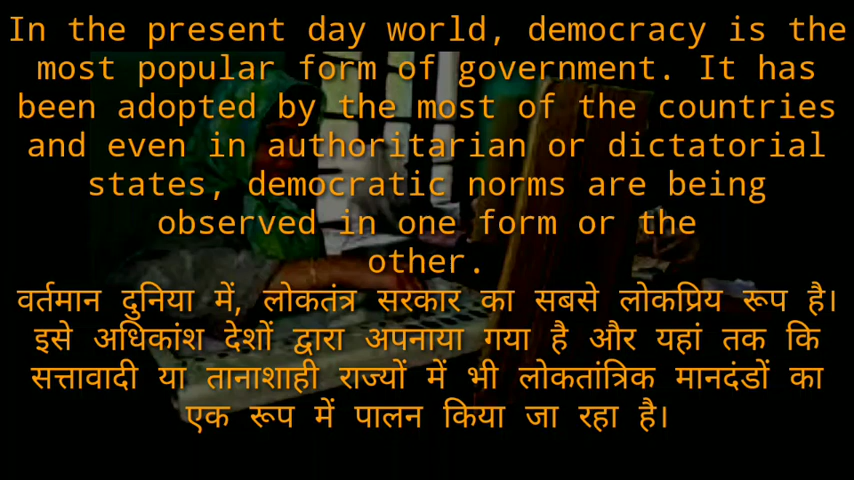 In the present day world, democracy is the
most popular form of government. It has
been adopted by the most of the countries
and even in authoritarian or dictatorial
states, democratic norms are being
observed in one form or the
other.
वर्तमान दुनिया में, लोकतंत्र सरकार का सबसे लोकप्रिय रूप है।
इसे अधिकांश देशों द्वारा अपनाया गया है और यहां तक कि
सत्तावादी या तानाशाही राज्यों में भी लोकतांत्रिक मानदंडों का
एक रूप में पालन किया जा रहा है।